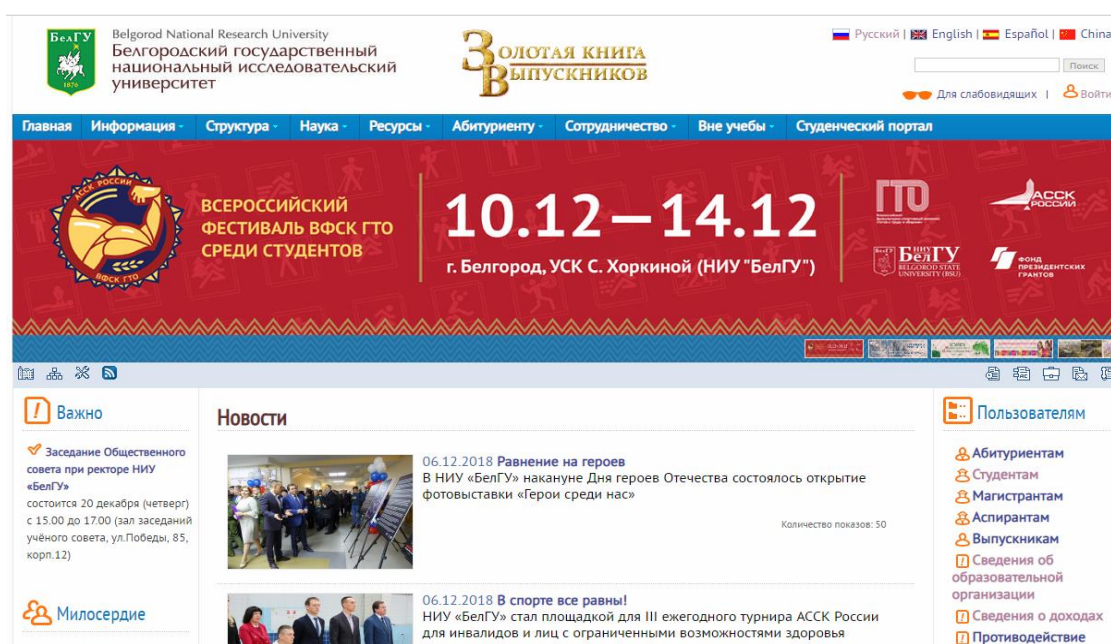 БелГУ
1876
Belgorod National Research University
Белгородский государственный
национальный исследовательский
университет
Золотая книга
Выпускников
Русский | English | Español | China
Поиск
Для слабовидящих | Войти
Главная Информация Структура Наука Ресурсы Абитуриенту Сотрудничество Вне учебы Студенческий портал
АССК РОССИИ
ВФСК ГТО
ВСЕРОССИЙСКИЙ
ФЕСТИВАЛЬ ВФСК ГТО
СРЕДИ СТУДЕНТОВ
10.12—14.12
г. Белгород, УСК С. Хоркиной (НИУ "БелГУ")
ГТО
АССК
РОССИИ
НИУ
БелГУ
BELGOROD STATE
UNIVERSITY (BSU)
ФОНД
ПРЕЗИДЕНТСКИХ
ГРАНТОВ
Важно
Заседание Общественного
совета при ректоре НИУ
«БелГУ»
состоится 20 декабря (четверг)
с 15.00 до 17.00 (зал заседаний
учёного совета, ул.Победы, 85,
корп.12)
Милосердие
Новости
06.12.2018 Равнение на героев
В НИУ «БелГУ» накануне Дня героев Отечества состоялось открытие
фотовыставки «Герои среди нас»
Количество показов: 50
06.12.2018 В спорте все равны!
НИУ «БелГУ» стал площадкой для III ежегодного турнира АССК России
для инвалидов и лиц с ограниченными возможностями здоровья
Пользователям
Абитуриентам
Студентам
Магистрантам
Аспирантам
Выпускникам
Сведения об
образовательной
организации
Сведения о доходах
Противодействие